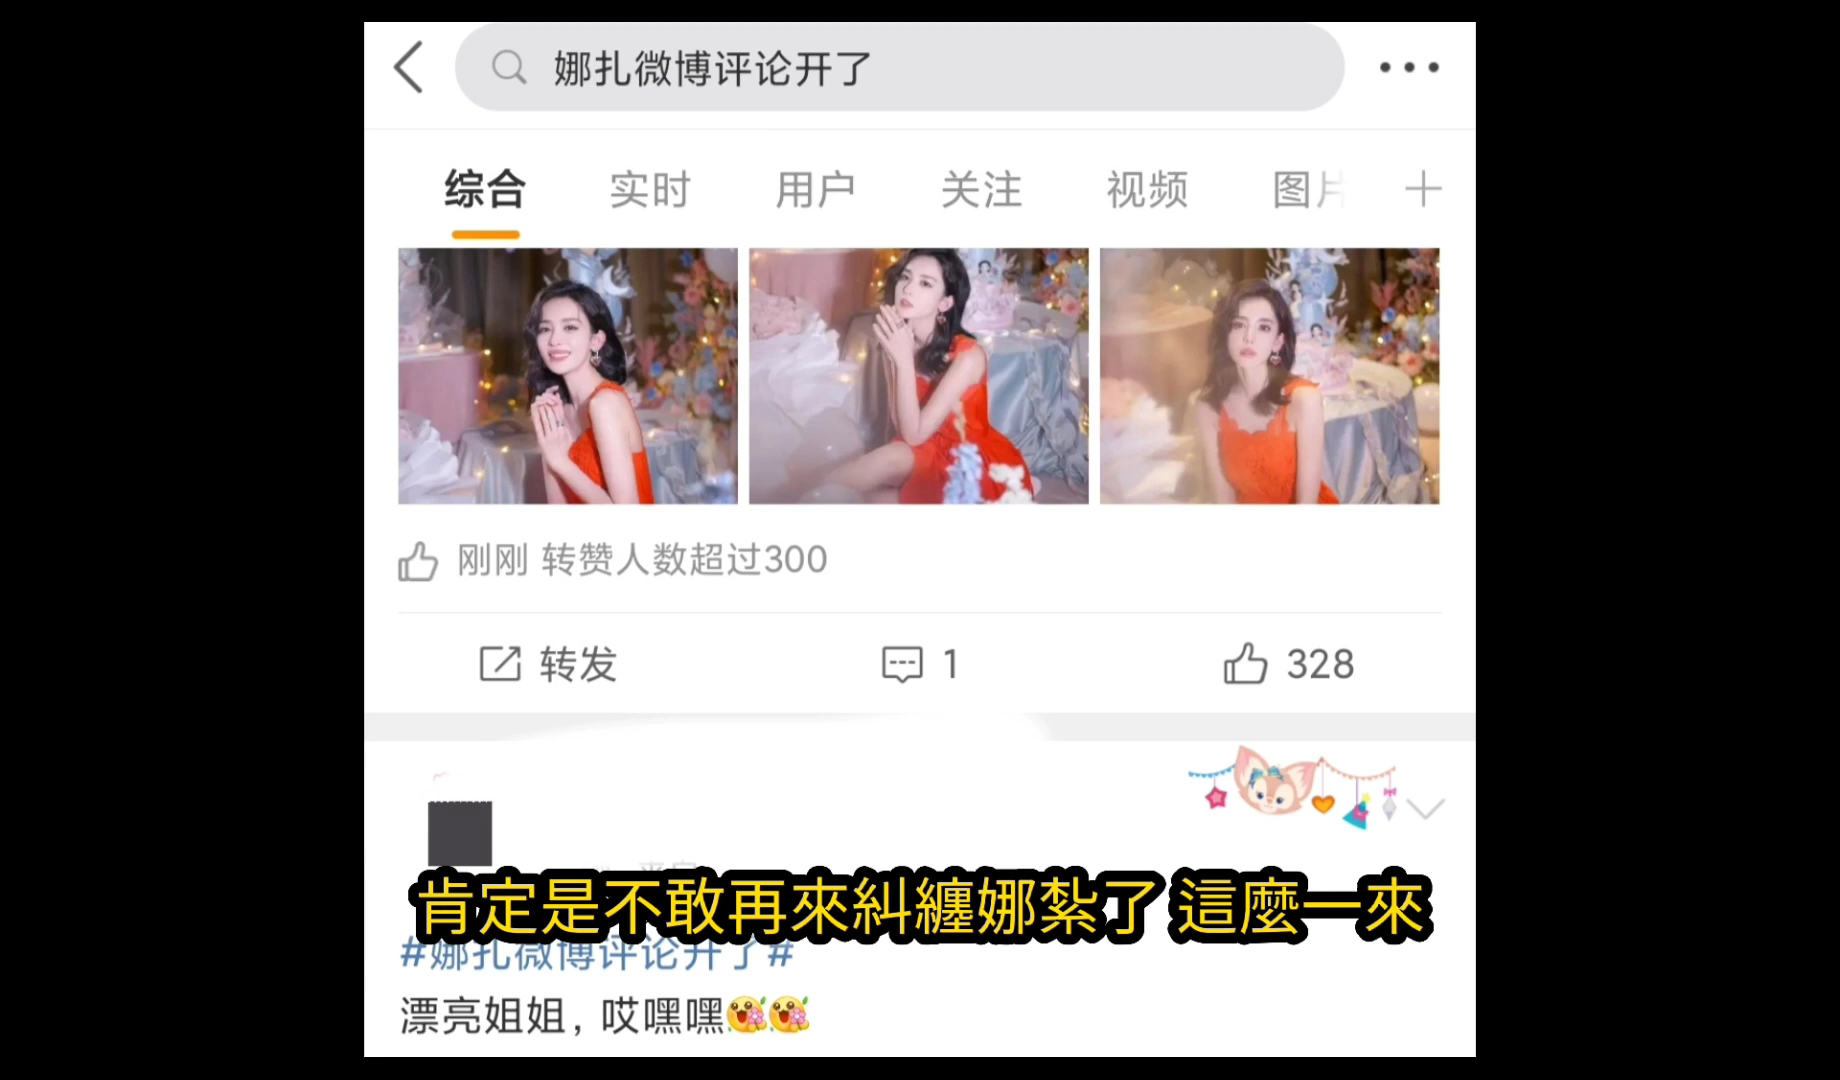 娜扎微博评论开了
综合 实时 用户 关注 视频 图片
刚刚 转赞人数超过300
转发 1 328
肯定是不敢再來糾纏娜紮了 這麼一來
#娜扎微博评论开了#
漂亮姐姐，哎嘿嘿